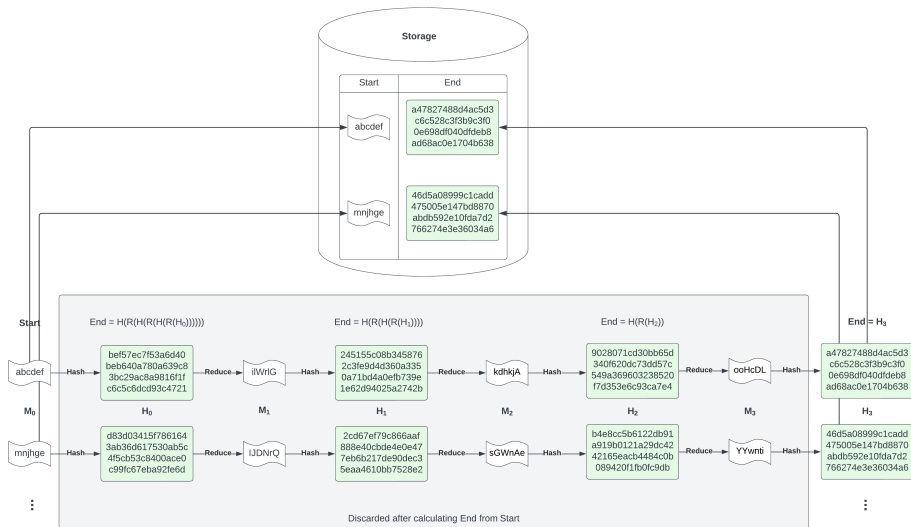 Storage
Start End
abcdef
a47827488d4ac5d3
c6c528c3f3b9c3f0
0e698df040dfdeb8
ad68ac0e1704b638
mnjhge
46d5a08999c1cadd
475005e147bd8870
abdb592e10fda7d2
766274e3e36034a6
Start
End = H(R(H(R(H(R(H₀))))))
End = H(R(H(R(H₁))))
End = H(R(H₂))
End = H₃
abcdef
Hash
bef57ec7f53a6d40
beb640a780a639c8
3bc29ac8a9816f1f
c6c5c6dcd93c4721
Reduce
ilWrlG
Hash
245155c08b345876
2c3fe9d4d360a335
0a71bd4a0efb739e
1e62d94025a2742b
Reduce
kdhkjA
Hash
9028071cd30bb65d
340f620dc73dd57c
549a369603238520
f7d353e6c93ca7e4
Reduce
ooHcDL
Hash
a47827488d4ac5d3
c6c528c3f3b9c3f0
0e698df040dfdeb8
ad68ac0e1704b638
M₀ H₀ M₁ H₁ M₂ H₂ M₃ H₃
mnjhge
Hash
d83d03415f786164
3ab36d617530ab5c
4f5cb53c8400ace0
c99fc67eba92fe6d
Reduce
IJDNrQ
Hash
2cd67ef79c866aaf
888e40cbde4e0e47
7eb6b217de90dec3
5eaa4610bb7528e2
Reduce
sGWnAe
Hash
b4e8cc5b6122db91
a919b0121a29dc42
42165eacb4484c0b
089420f1fb0fc9db
Reduce
YYwnti
Hash
46d5a08999c1cadd
475005e147bd8870
abdb592e10fda7d2
766274e3e36034a6
Discarded after calculating End from Start